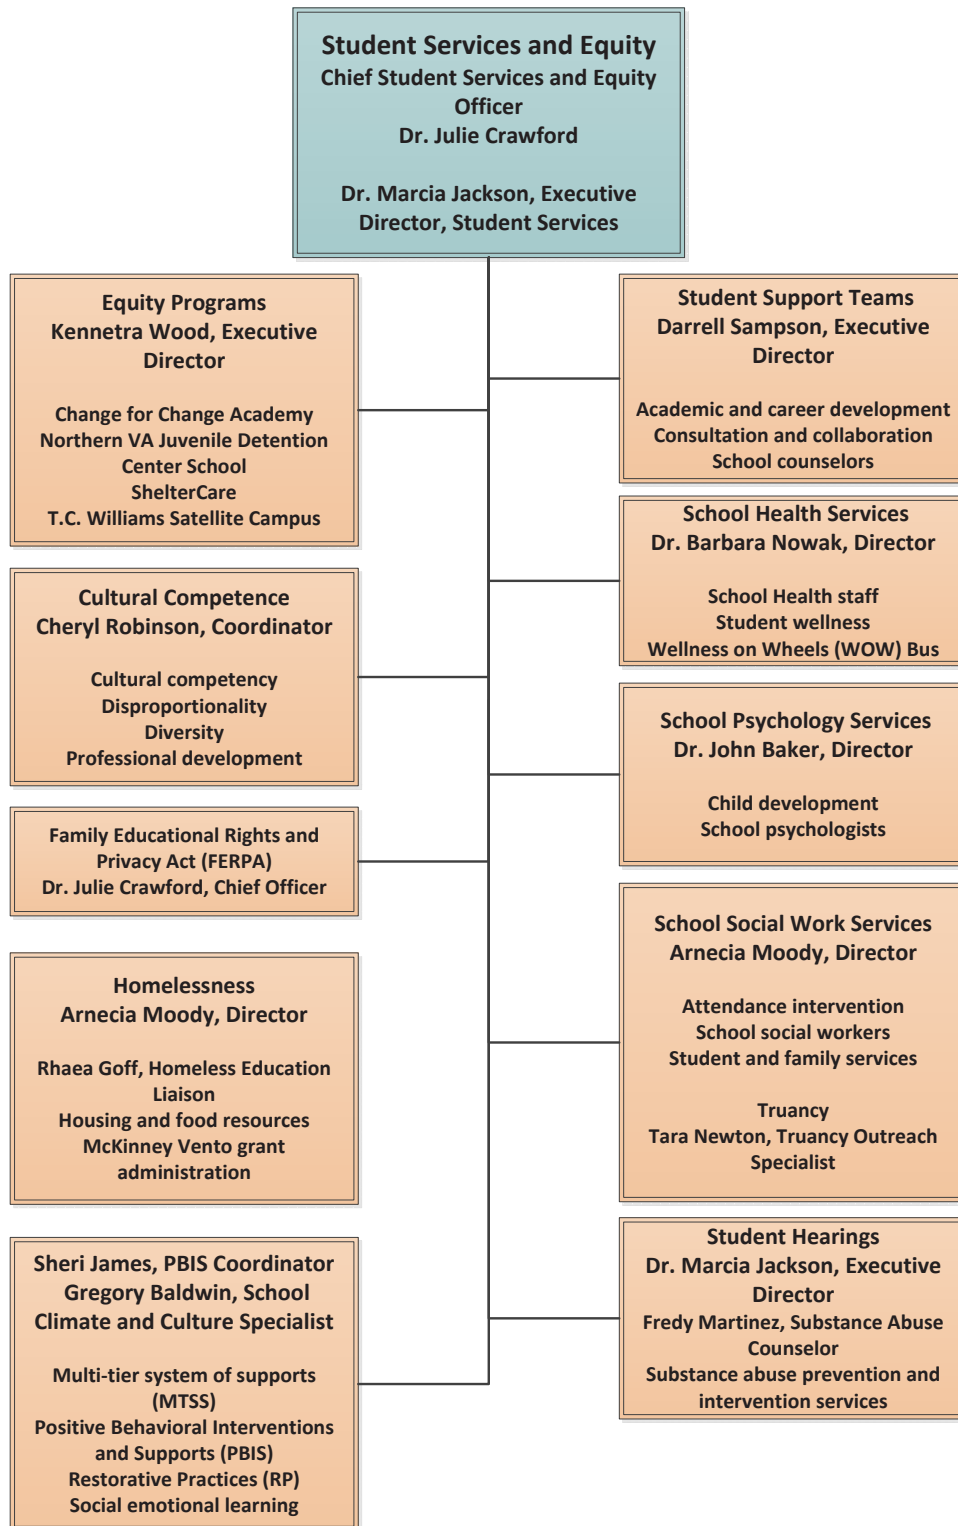 Student Services and Equity
Chief Student Services and Equity
Officer
Dr. Julie Crawford
Dr. Marcia Jackson, Executive
Director, Student Services
Equity Programs
Kennetra Wood, Executive
Director
Change for Change Academy
Northern VA Juvenile Detention
Center School
ShelterCare
T.C. Williams Satellite Campus
Cultural Competence
Cheryl Robinson, Coordinator
Cultural competency
Disproportionality
Diversity
Professional development
Family Educational Rights and
Privacy Act (FERPA)
Dr. Julie Crawford, Chief Officer
Homelessness
Arnecia Moody, Director
Rhaea Goff, Homeless Education
Liaison
Housing and food resources
McKinney Vento grant
administration
Sheri James, PBIS Coordinator
Gregory Baldwin, School
Climate and Culture Specialist
Multi-tier system of supports
(MTSS)
Positive Behavioral Interventions
and Supports (PBIS)
Restorative Practices (RP)
Social emotional learning
Student Support Teams
Darrell Sampson, Executive
Director
Academic and career development
Consultation and collaboration
School counselors
School Health Services
Dr. Barbara Nowak, Director
School Health staff
Student wellness
Wellness on Wheels (WOW) Bus
School Psychology Services
Dr. John Baker, Director
Child development
School psychologists
School Social Work Services
Arnecia Moody, Director
Attendance intervention
School social workers
Student and family services
Truancy
Tara Newton, Truancy Outreach
Specialist
Student Hearings
Dr. Marcia Jackson, Executive
Director
Fredy Martinez, Substance Abuse
Counselor
Substance abuse prevention and
intervention services